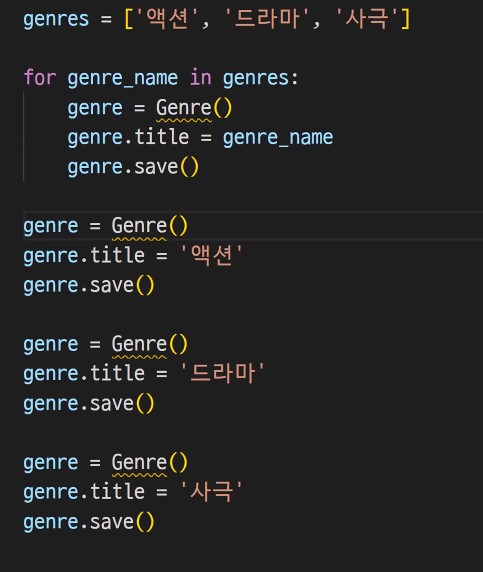 genres = ['액션', '드라마', '사극']
for genre_name in genres:
    genre = Genre()
    genre.title = genre_name
    genre.save()
genre = Genre()
genre.title = '액션'
genre.save()
genre = Genre()
genre.title = '드라마'
genre.save()
genre = Genre()
genre.title = '사극'
genre.save()